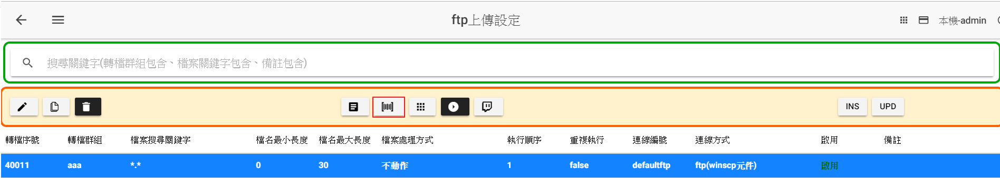 ftp上傳設定
本機-admin
搜尋關鍵字(轉檔群組包含、檔案關鍵字包含、備註包含)
INS UPD
轉檔序號 轉檔群組 檔案搜尋關鍵字 檔名最小長度 檔名最大長度 檔案處理方式 執行順序 重複執行 連線編號 連線方式 啟用 備註
40011 aaa *.* 0 30 不動作 1 false defaultftp ftp(winscp元件) 啟用